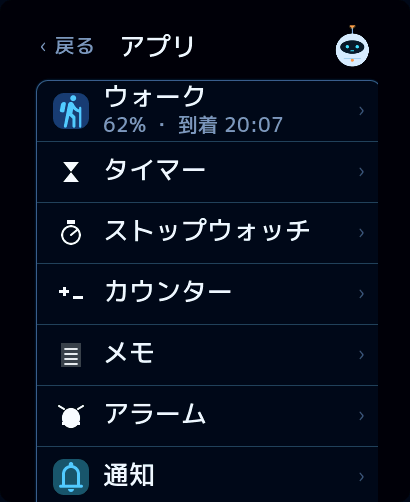 ‹ 戻る アプリ
ウォーク
62% · 到着 20:07
タイマー
ストップウォッチ
カウンター
メモ
アラーム
通知